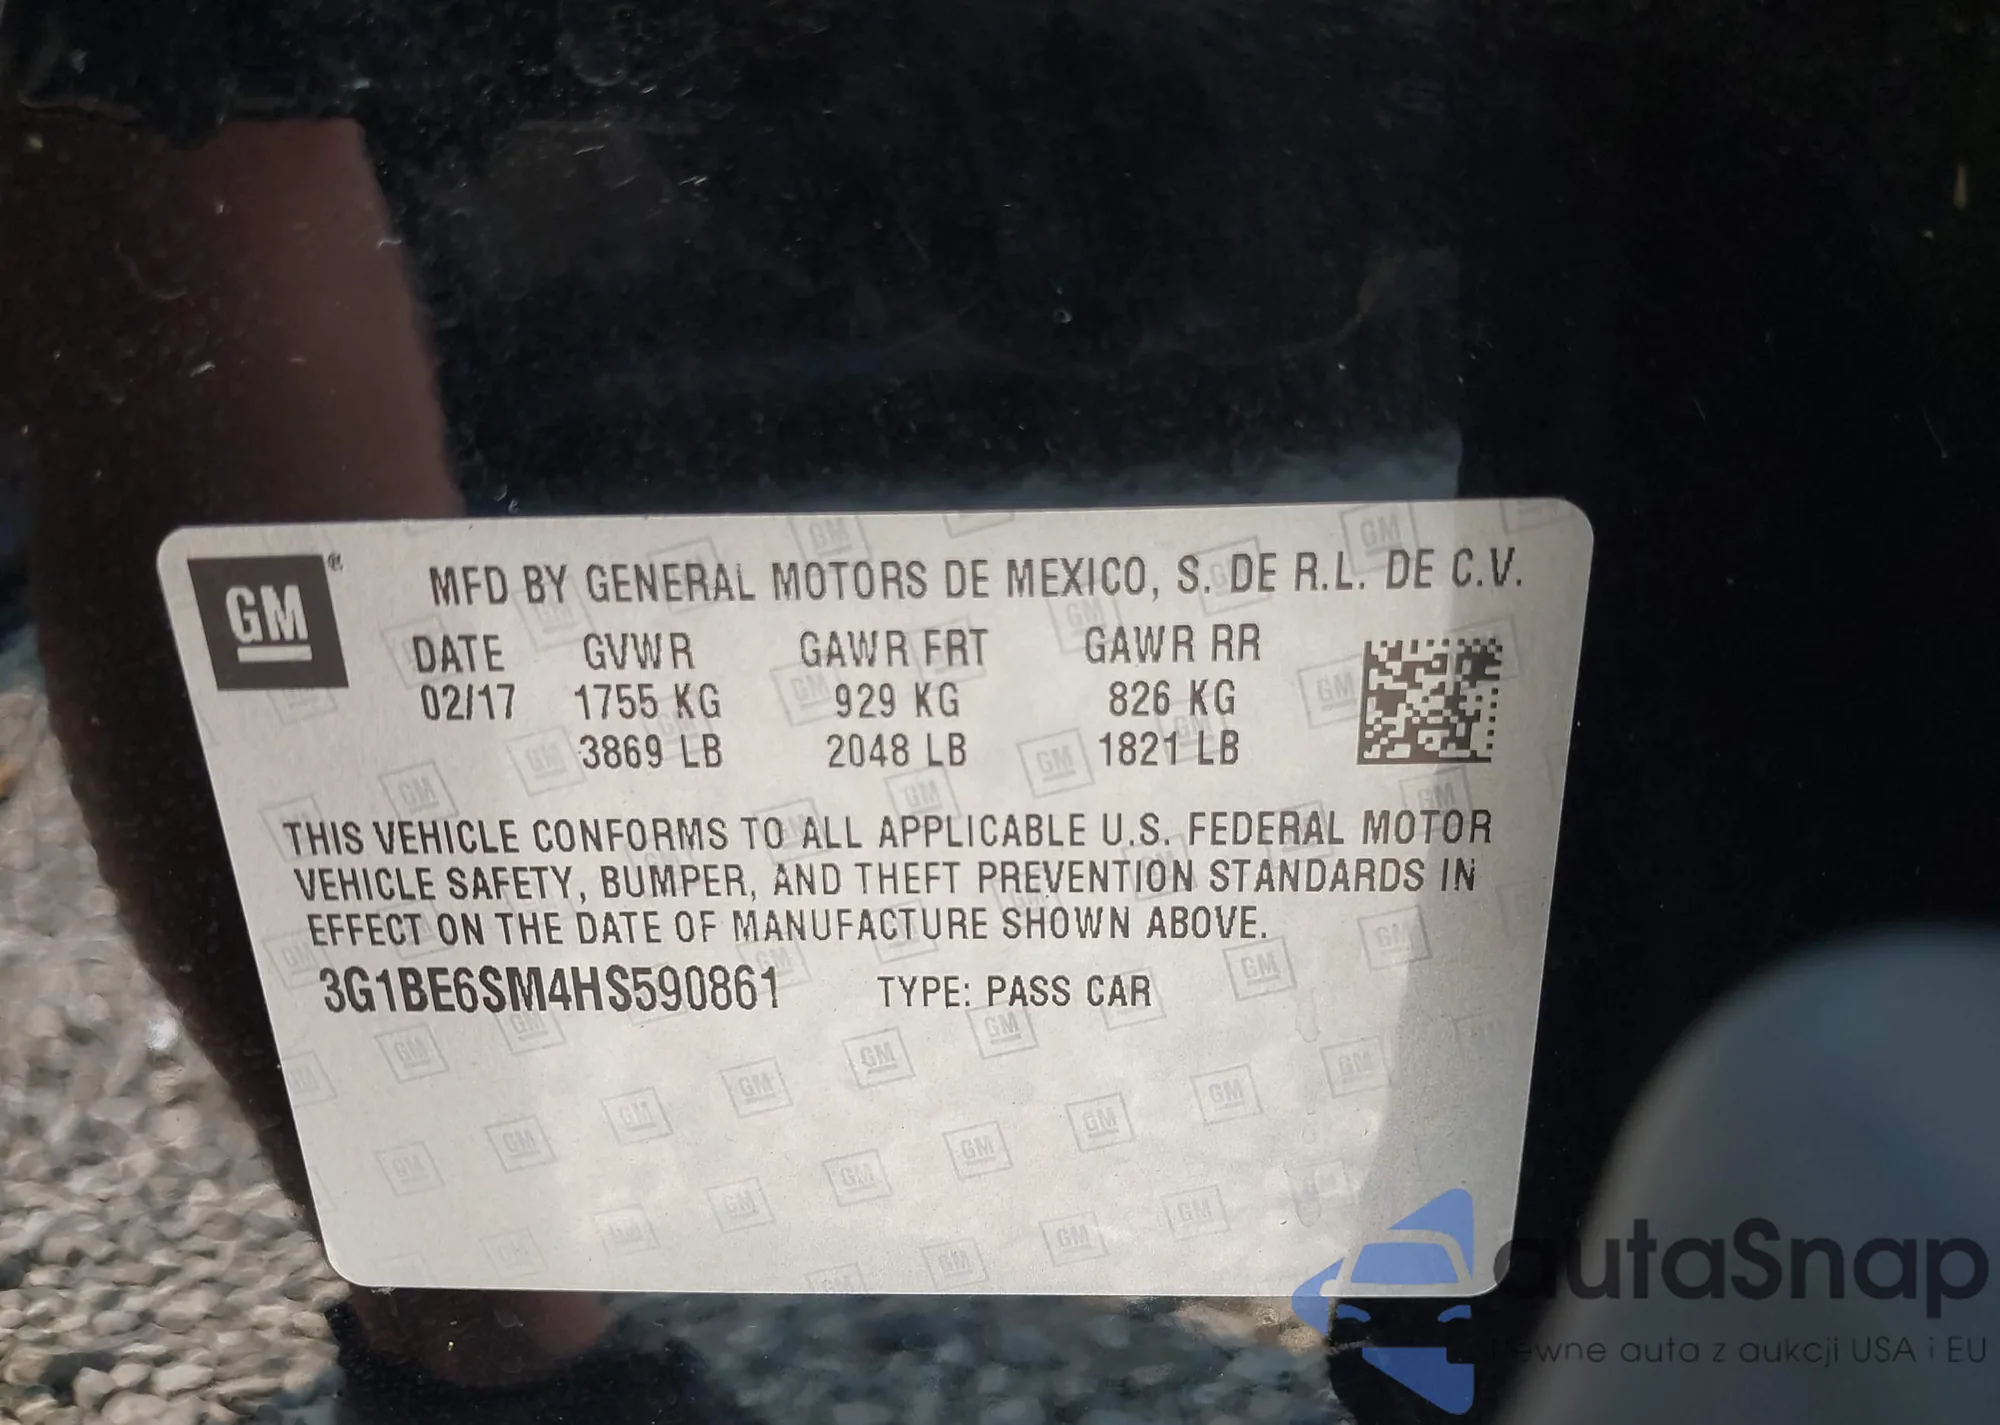 GM®
MFD BY GENERAL MOTORS DE MEXICO, S. DE R.L. DE C.V.
DATE GVWR GAWR FRT GAWR RR
02/17 1755 KG 929 KG 826 KG
3869 LB 2048 LB 1821 LB
THIS VEHICLE CONFORMS TO ALL APPLICABLE U.S. FEDERAL MOTOR
VEHICLE SAFETY, BUMPER, AND THEFT PREVENTION STANDARDS IN
EFFECT ON THE DATE OF MANUFACTURE SHOWN ABOVE.
3G1BE6SM4HS590861 TYPE: PASS CAR
autaSnap
Pewne auta z aukcji USA i EU